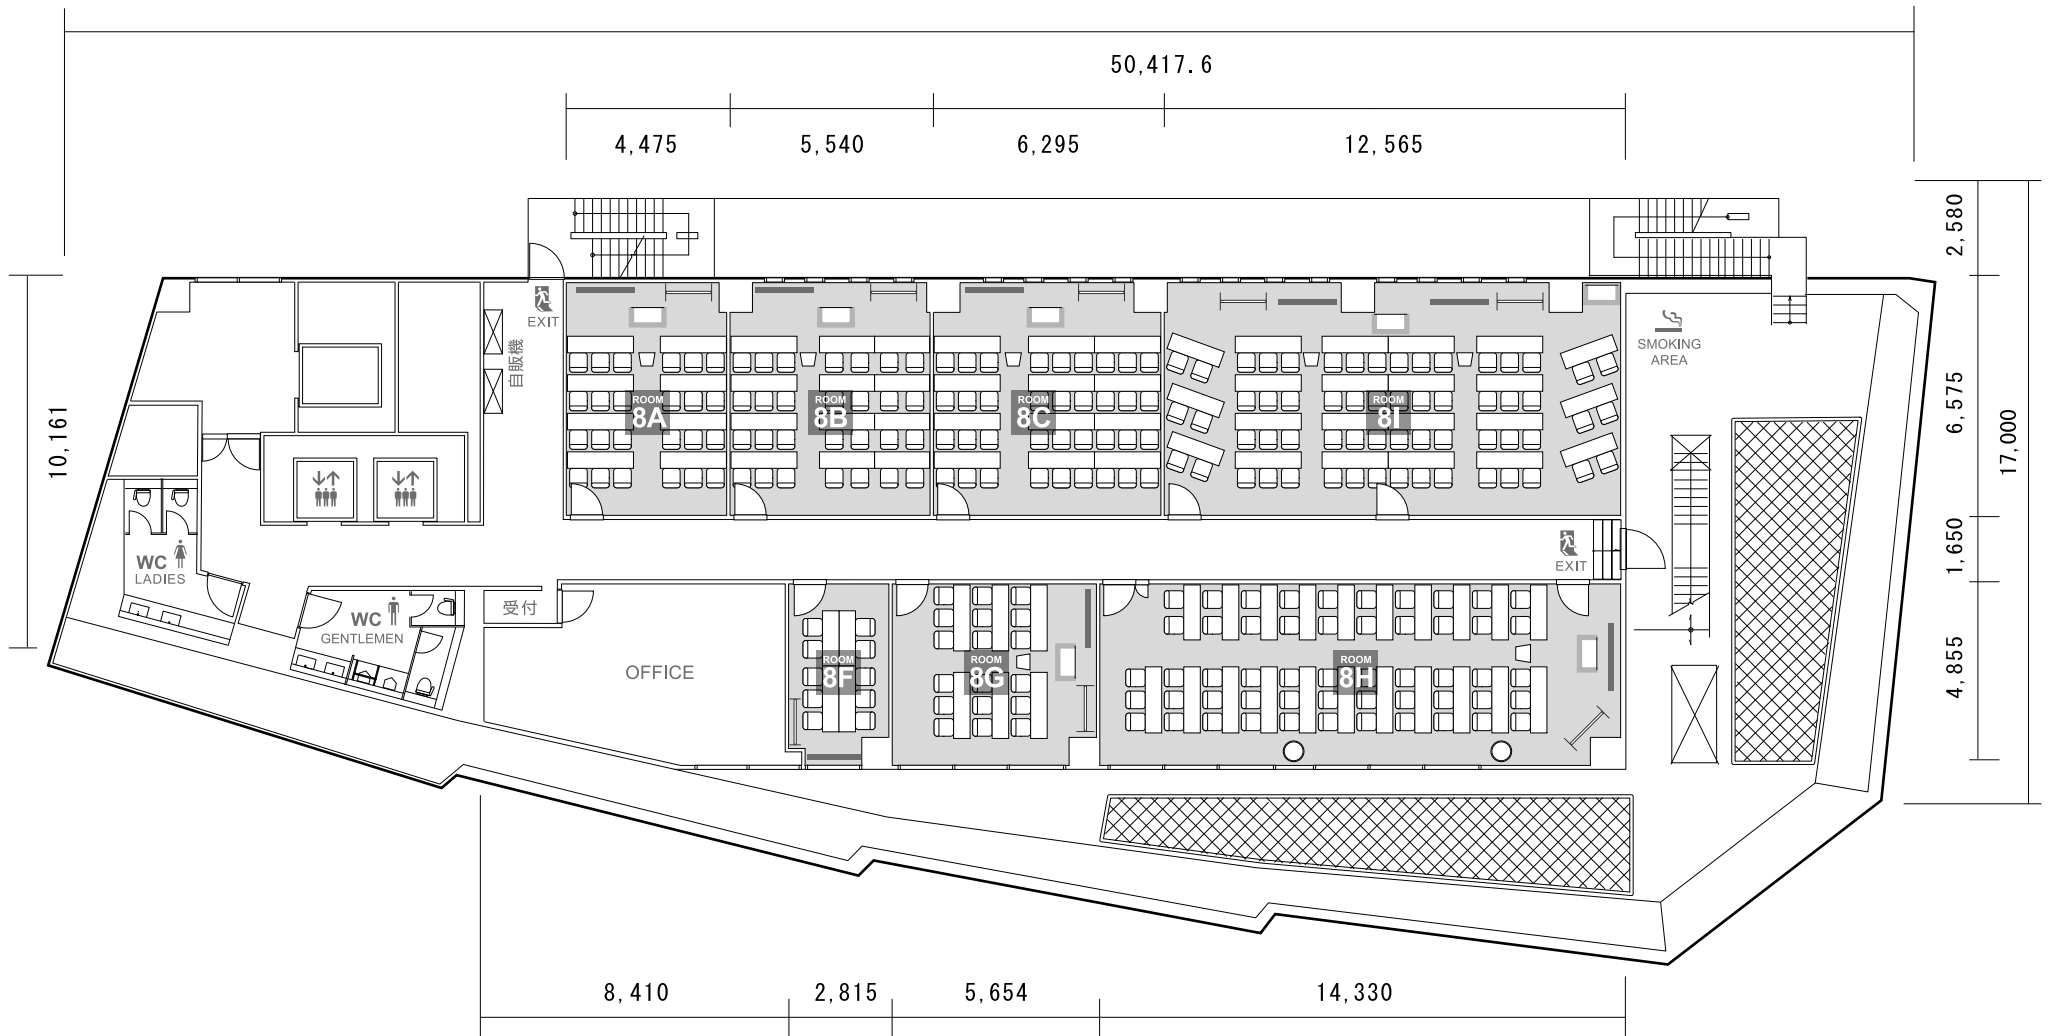 50,417.6
4,475
5,540
6,295
12,565
2,580
6,575
17,000
1,650
4,855
10,161
EXIT
自販機
SMOKING
AREA
ROOM
8A
ROOM
8B
ROOM
8C
ROOM
8I
EXIT
WC
LADIES
WC
GENTLEMEN
受付
OFFICE
ROOM
8F
ROOM
8G
ROOM
8H
8,410
2,815
5,654
14,330